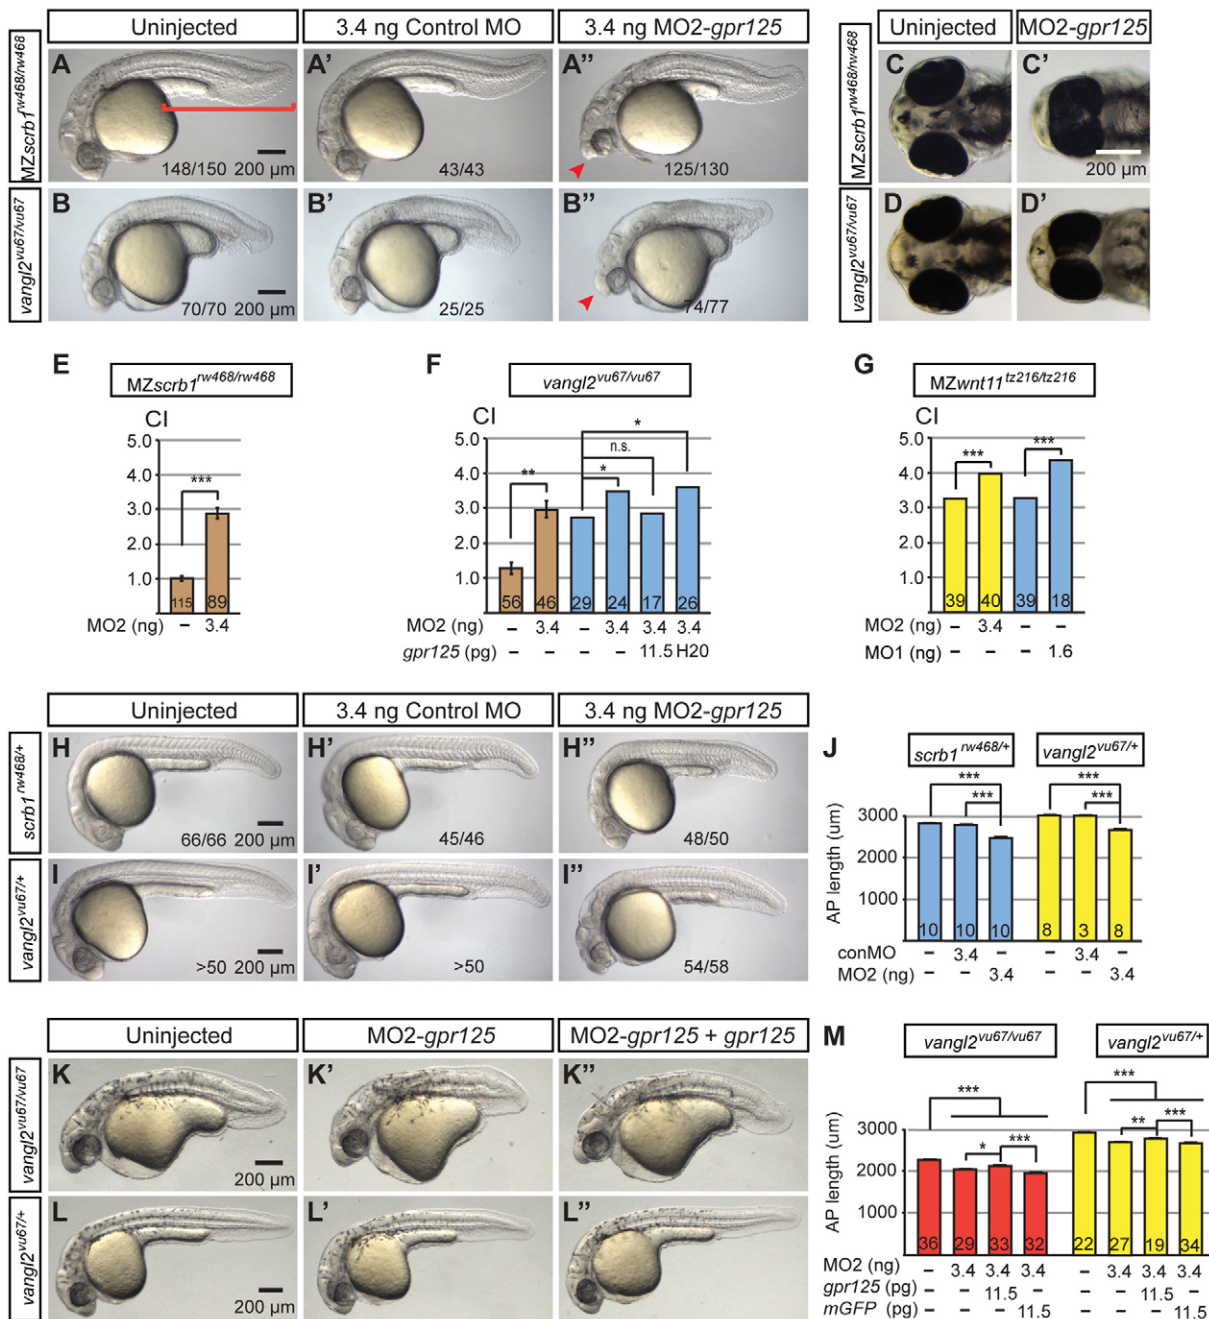 Uninjected
3.4 ng Control MO
3.4 ng MO2-gpr125
Uninjected
MO2-gpr125
MZscrb1rw468/rw468
A
148/150 200 µm
A'
43/43
A''
125/130
MZscrb1rw468/rw468
C
C'
200 µm
vangl2vu67/vu67
B
70/70 200 µm
B'
25/25
B''
74/77
vangl2vu67/vu67
D
D'
E
MZscrb1rw468/rw468
CI
5.0
4.0
3.0
2.0
1.0
***
115
89
MO2 (ng) – 3.4
F
vangl2vu67/vu67
CI
5.0
4.0
3.0
2.0
1.0
**
*
n.s.
*
56 46 29 24 17 26
MO2 (ng) – 3.4 – 3.4 3.4 3.4
gpr125 (pg) – – – – 11.5 H20
G
MZwnt11tz216/tz216
CI
5.0
4.0
3.0
2.0
1.0
***
***
39 40 39 18
MO2 (ng) – 3.4 – –
MO1 (ng) – – – 1.6
Uninjected
3.4 ng Control MO
3.4 ng MO2-gpr125
scrb1rw468/+
H
66/66 200 µm
H'
45/46
H''
48/50
vangl2vu67/+
I
>50 200 µm
I'
>50
I''
54/58
J
scrb1rw468/+
vangl2vu67/+
***
***
***
***
AP length (um)
3000
2000
1000
10 10 10 8 3 8
conMO – 3.4 – – 3.4 –
MO2 (ng) – – 3.4 – – 3.4
Uninjected
MO2-gpr125
MO2-gpr125 + gpr125
vangl2vu67/vu67
K
200 µm
K'
K''
vangl2vu67/+
L
200 µm
L'
L''
M
vangl2vu67/vu67
vangl2vu67/+
***
*
***
***
**
***
AP length (um)
3000
2000
1000
36 29 33 32 22 27 19 34
MO2 (ng) – 3.4 3.4 3.4 – 3.4 3.4 3.4
gpr125 (pg) – – 11.5 – – 11.5
mGFP (pg) – – 11.5 – – 11.5